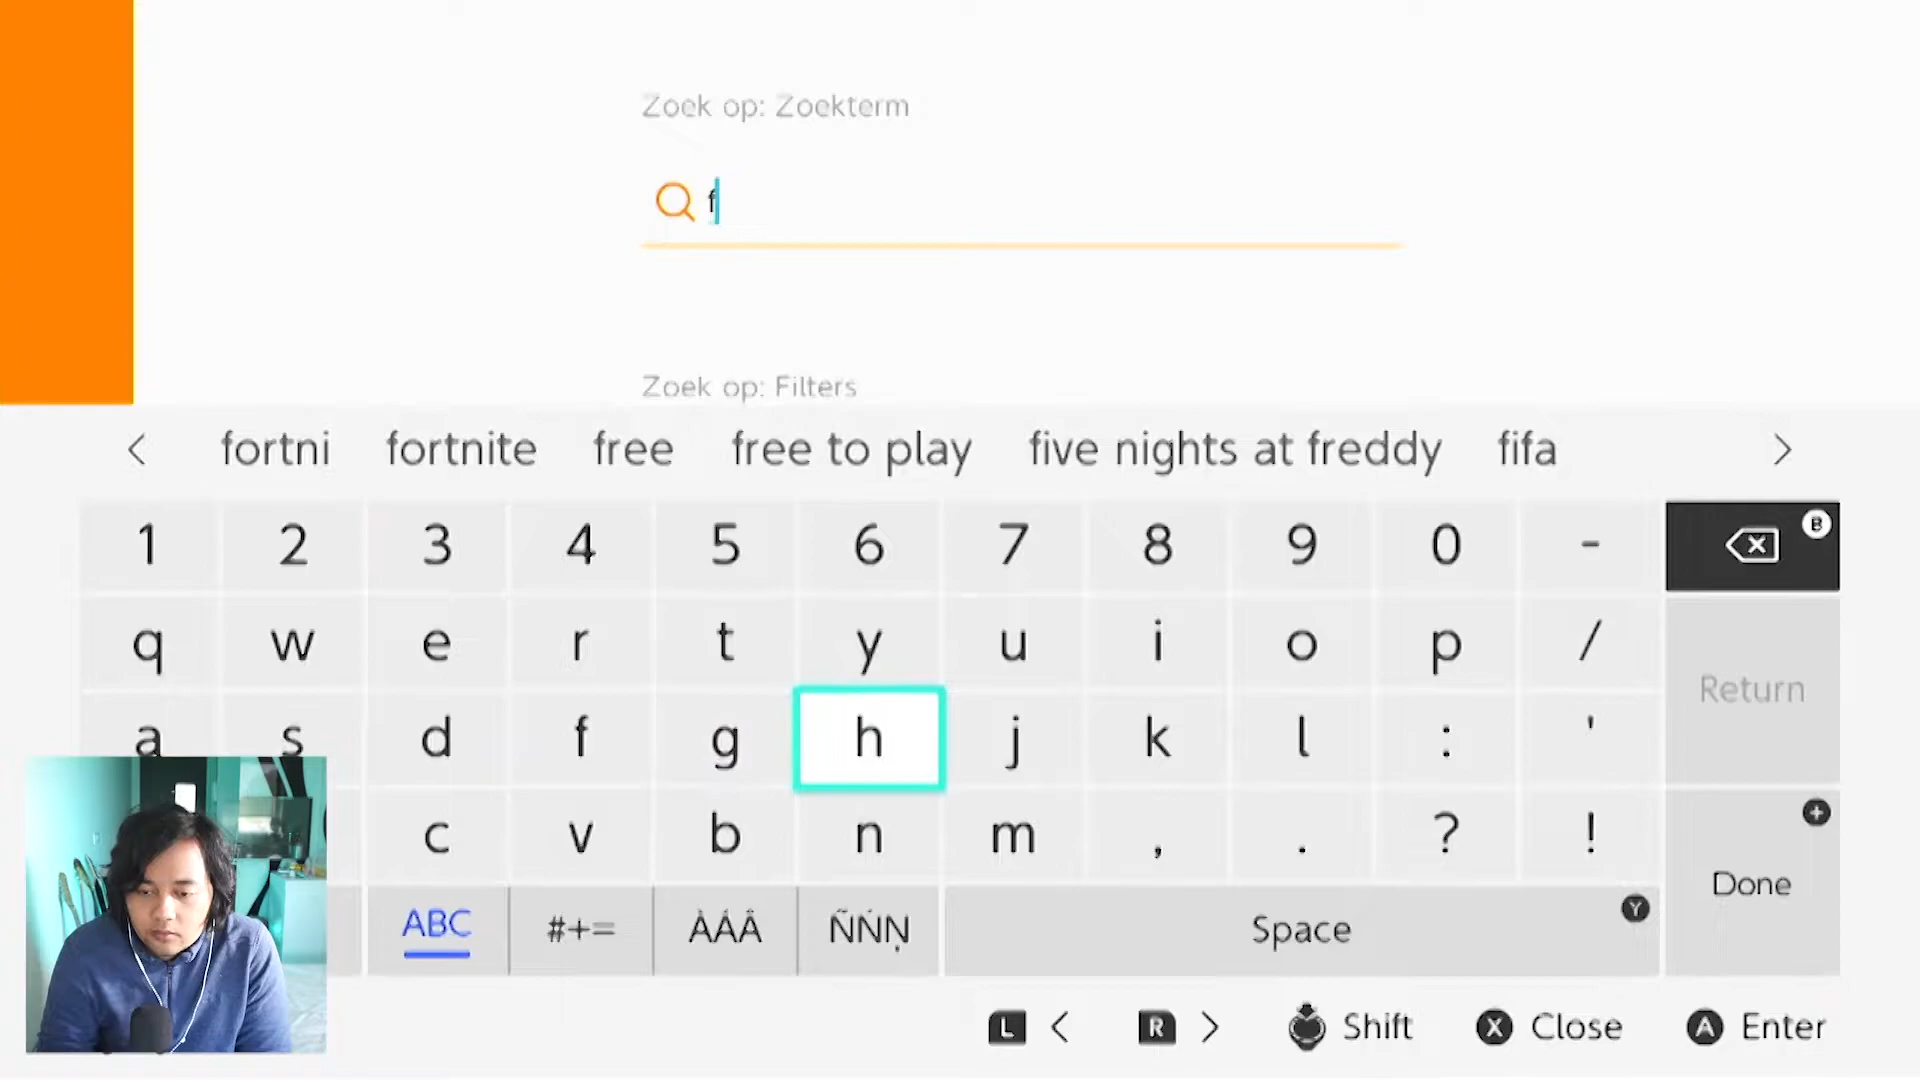 Zoek op: Zoekterm
f
Zoek op: Filters
< fortni fortnite free free to play five nights at freddy fifa >
1 2 3 4 5 6 7 8 9 0 - B
q w e r t y u i o p / Return
a s d f g h j k l : '
c v b n m , . ? ! +
Done
ABC #+= ÀÁÂ ÑŃṆ Space Y
L < R > Shift X Close A Enter